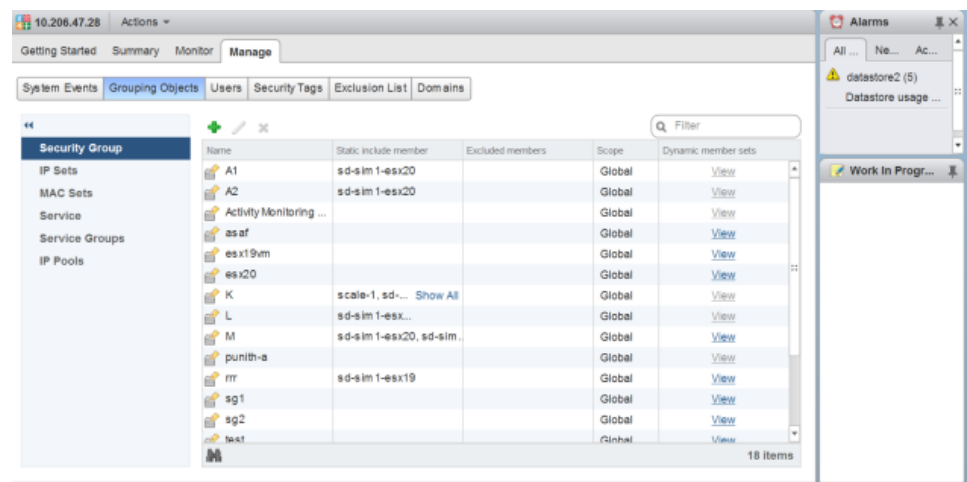 10.206.47.28 Actions
Getting Started Summary Monitor Manage
System Events Grouping Objects Users Security Tags Exclusion List Domains
Security Group
IP Sets
MAC Sets
Service
Service Groups
IP Pools
Filter
Name Static include member Excluded members Scope Dynamic member sets
A1 sd-sim1-esx20 Global View
A2 sd-sim1-esx20 Global View
Activity Monitoring ... Global View
asaf Global View
esx19vm Global View
esx20 Global View
K scale-1, sd-... Show All Global View
L sd-sim1-esx... Global View
M sd-sim1-esx20, sd-sim. Global View
punith-a Global View
rrr sd-sim1-esx19 Global View
sg1 Global View
sg2 Global View
test Global View
18 items
Alarms
All ... Ne... Ac...
datastore2 (5)
Datastore usage ...
Work In Progr...